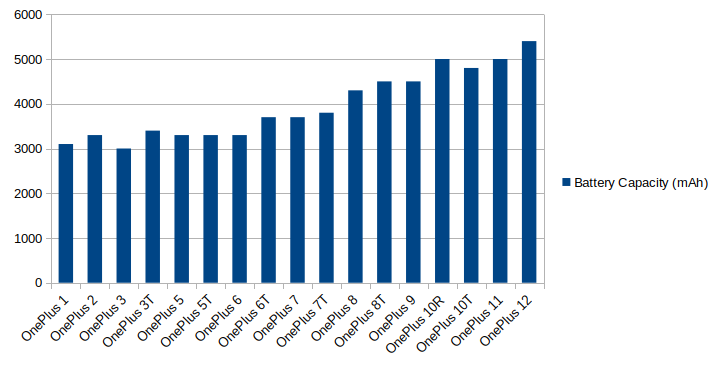 6000
5000
4000
3000
2000
1000
0
OnePlus 1
OnePlus 2
OnePlus 3
OnePlus 3T
OnePlus 5
OnePlus 5T
OnePlus 6
OnePlus 6T
OnePlus 7
OnePlus 7T
OnePlus 8
OnePlus 8T
OnePlus 9
OnePlus 10R
OnePlus 10T
OnePlus 11
OnePlus 12
Battery Capacity (mAh)